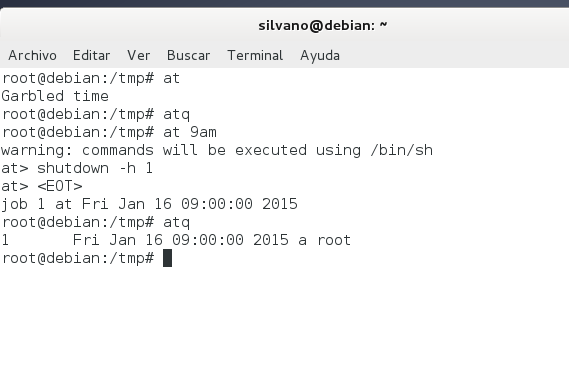 silvano@debian: ~
Archivo Editar Ver Buscar Terminal Ayuda
root@debian:/tmp# at
Garbled time
root@debian:/tmp# atq
root@debian:/tmp# at 9am
warning: commands will be executed using /bin/sh
at> shutdown -h 1
at> <EOT>
job 1 at Fri Jan 16 09:00:00 2015
root@debian:/tmp# atq
1       Fri Jan 16 09:00:00 2015 a root
root@debian:/tmp#